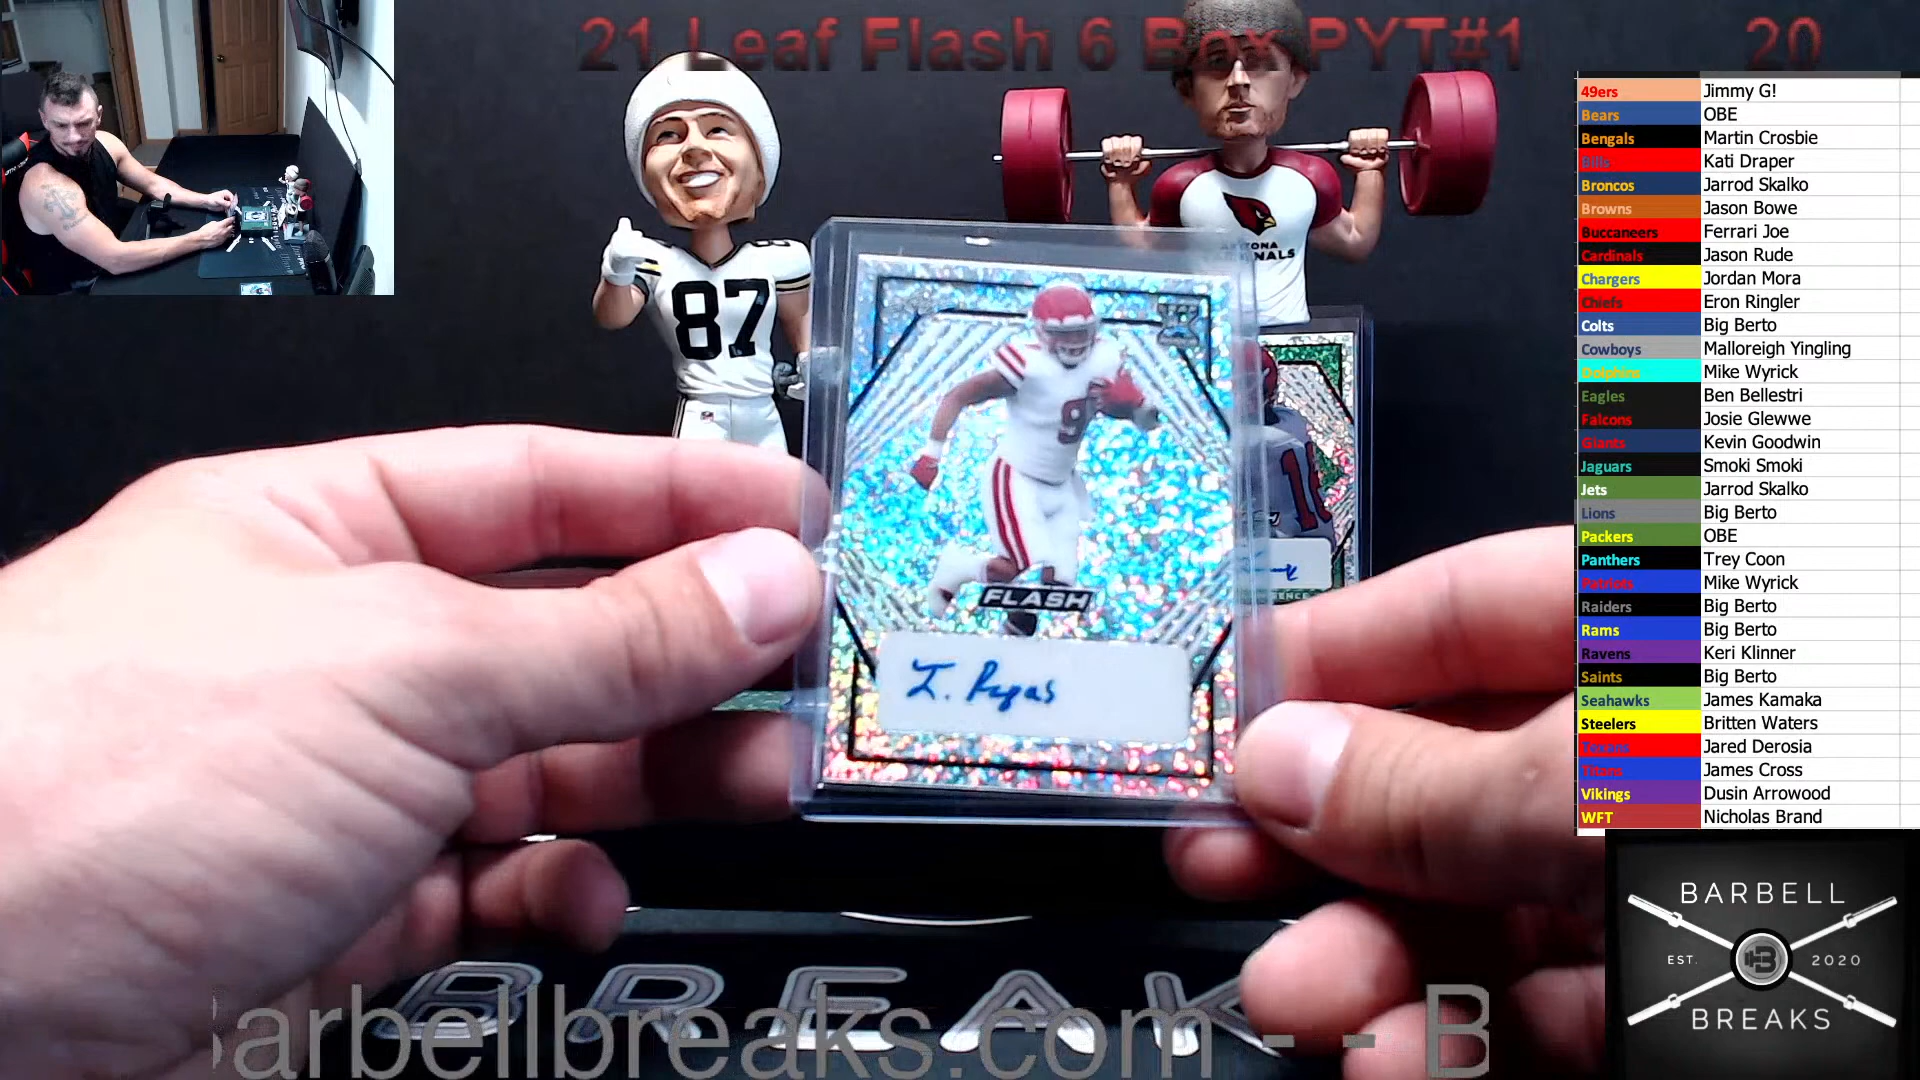 21 Leaf Flash 6 Box PYT#1 20
49ers Jimmy G!
Bears OBE
Bengals Martin Crosbie
Bills Kati Draper
Broncos Jarrod Skalko
Browns Jason Bowe
Buccaneers Ferrari Joe
Cardinals Jason Rude
Chargers Jordan Mora
Chiefs Eron Ringler
Colts Big Berto
Cowboys Malloreigh Yingling
Dolphins Mike Wyrick
Eagles Ben Bellestri
Falcons Josie Glewwe
Giants Kevin Goodwin
Jaguars Smoki Smoki
Jets Jarrod Skalko
Lions Big Berto
Packers OBE
Panthers Trey Coon
Patriots Mike Wyrick
Raiders Big Berto
Rams Big Berto
Ravens Keri Klinner
Saints Big Berto
Seahawks James Kamaka
Steelers Britten Waters
Texans Jared Derosia
Titans James Cross
Vikings Dusin Arrowood
WFT Nicholas Brand
87
9
FLASH
BREAK
Barbellbreaks.com - - B
BARBELL
EST. B 2020
BREAKS